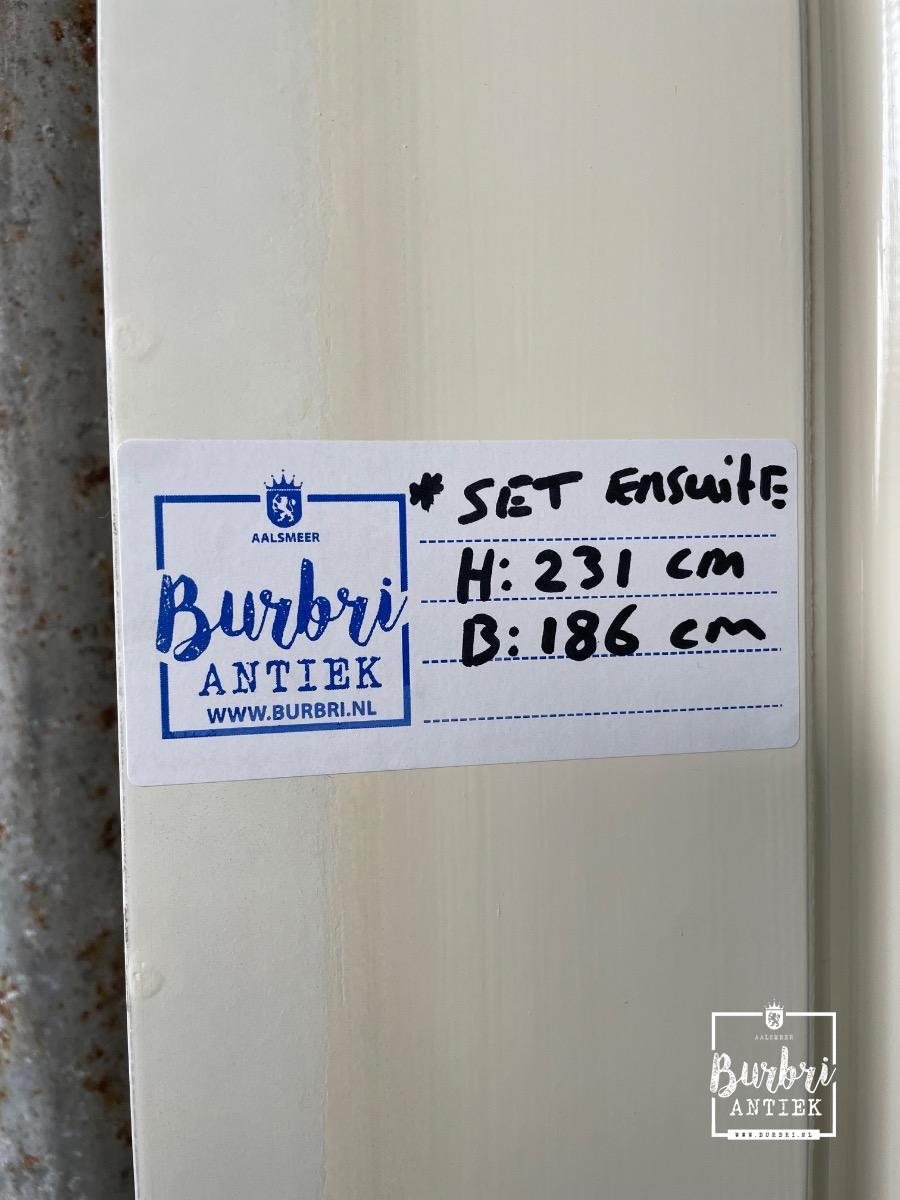 AALSMEER
Burbri
ANTIEK
WWW.BURBRI.NL
* SET EnsuitE
H: 231 cm
B: 186 cm
AALSMEER
Burbri
ANTIEK
WWW.BURBRI.NL